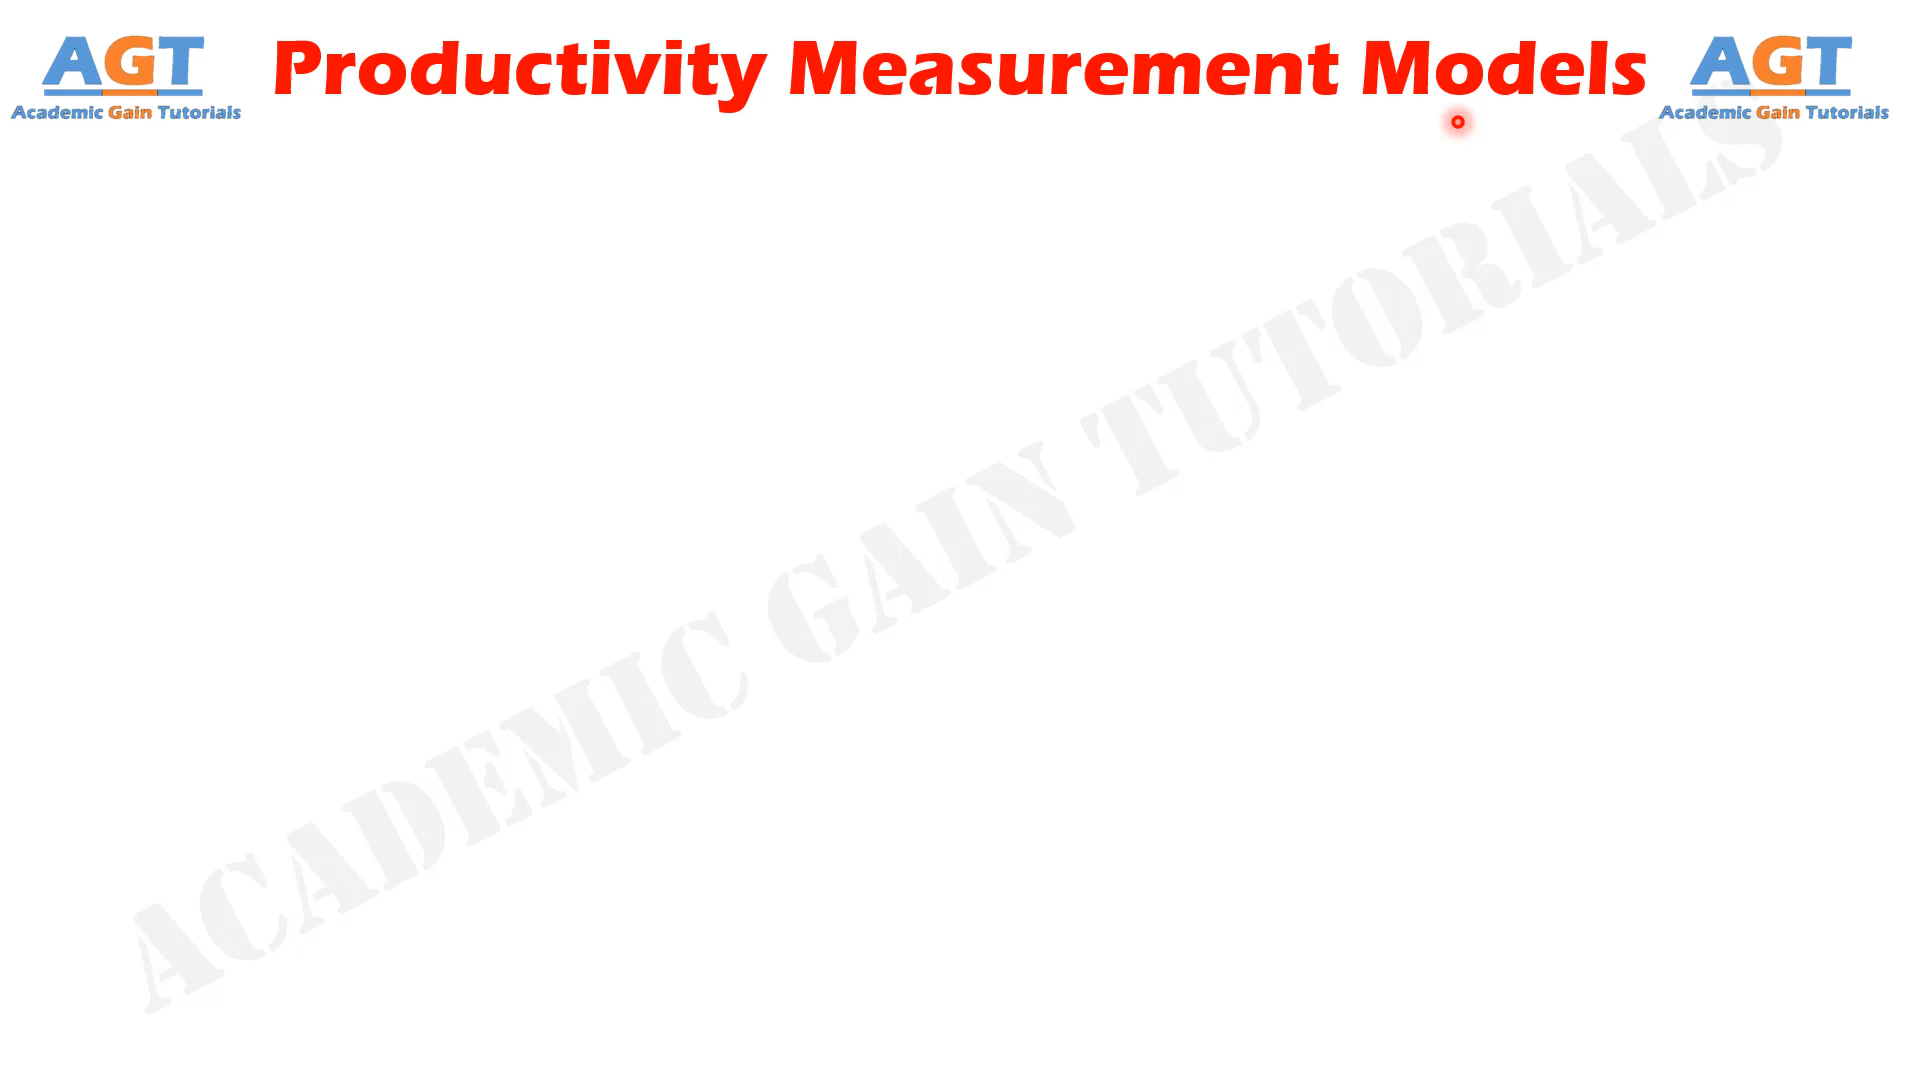 AGT
Academic Gain Tutorials
Productivity Measurement Models
AGT
Academic Gain Tutorials
ACADEMIC GAIN TUTORIALS